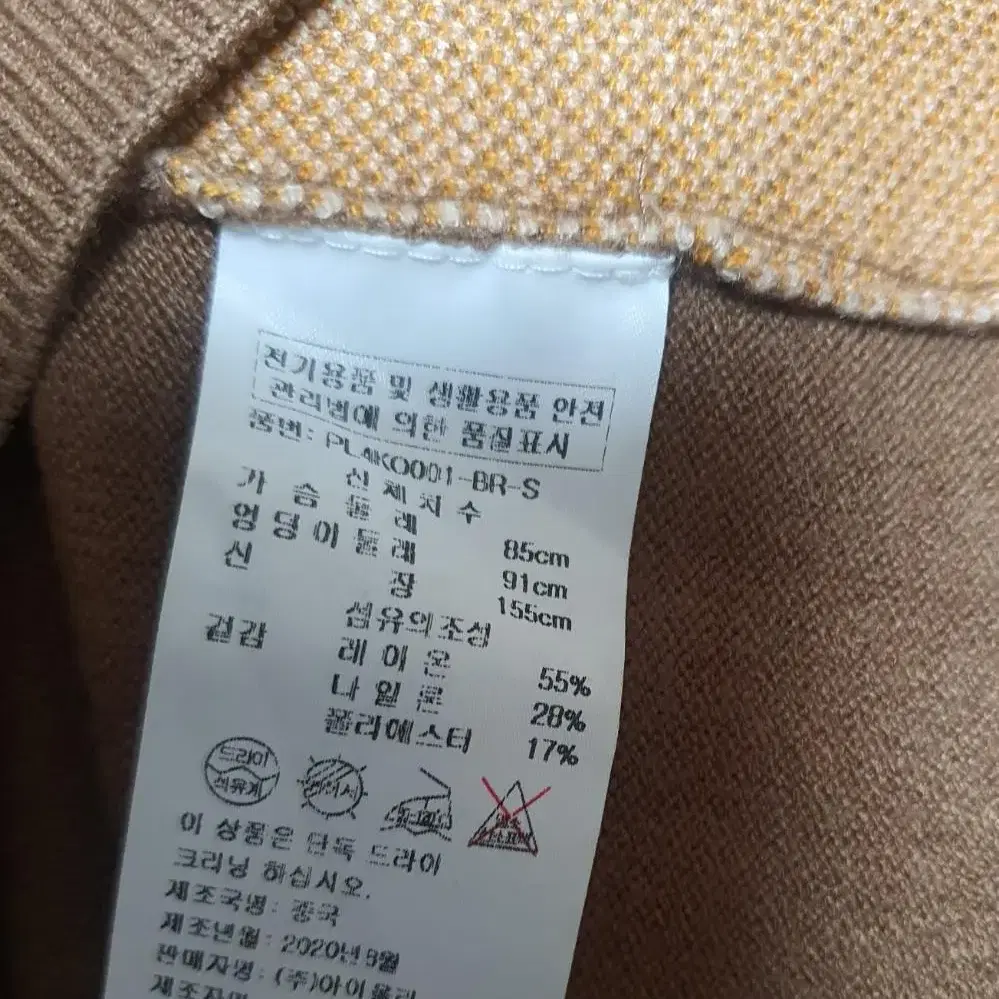 전기용품 및 생활용품 안전
관리법에 의한 품질표시
품번: PL4KO001-BR-S
신체치수
가슴둘레 85cm
엉덩이둘레 91cm
신장 155cm
섬유의조성
겉감 레이온 55%
나일론 28%
폴리에스터 17%
드라이
석유계
이 상품은 단독 드라이
크리닝 하십시오.
제조국명: 중국
제조년월: 2020년 8월
판매자명: (주)아이올리